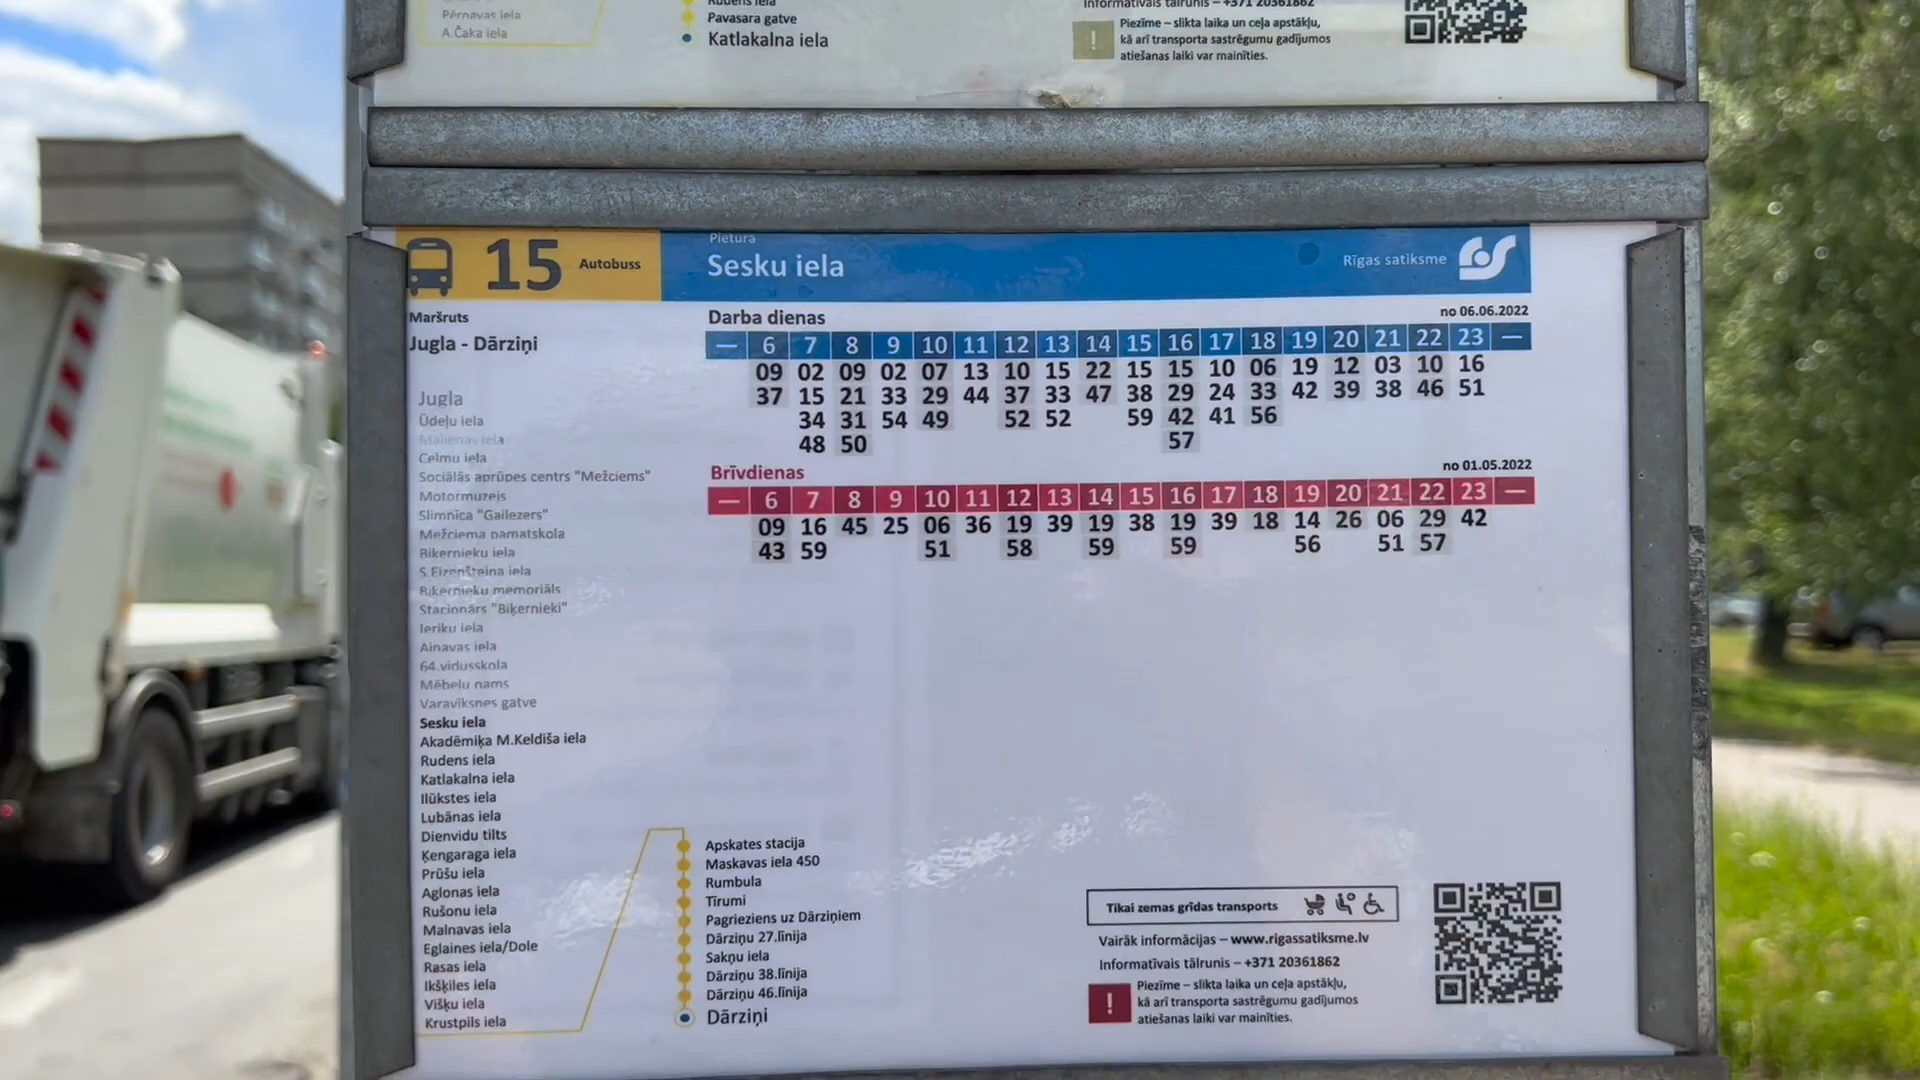 Pērnavas iela
A.Čaka iela
Rudens iela
Pavasara gatve
Katlakalna iela
Informatīvais tālrunis – +371 20361862
! Piezīme – slikta laika un ceļa apstākļu,
kā arī transporta sastrēgumu gadījumos
atiešanas laiki var mainīties.
15 Autobuss
Pietura
Sesku iela
Rīgas satiksme
Maršruts
Jugla - Dārziņi
Jugla
Ūdeļu iela
Malienas iela
Celmu iela
Sociālās aprūpes centrs "Mežciems"
Motormuzejs
Slimnīca "Gaiļezers"
Mežciema pamatskola
Biķernieku iela
S.Eizenšteina iela
Biķernieku memoriāls
Stacionārs "Biķernieki"
Ieriku iela
Ainavas iela
64.vidusskola
Mēbeļu nams
Varavīksnes gatve
Sesku iela
Akadēmiķa M.Keldiša iela
Rudens iela
Katlakalna iela
Ilūkstes iela
Lubānas iela
Dienvidu tilts
Ķengaraga iela
Prūšu iela
Aglonas iela
Rušonu iela
Malnavas iela
Eglaines iela/Dole
Rasas iela
Ikšķiles iela
Višķu iela
Krustpils iela
Apskates stacija
Maskavas iela 450
Rumbula
Tīrumi
Pagrieziens uz Dārziņiem
Dārziņu 27.līnija
Sakņu iela
Dārziņu 38.līnija
Dārziņu 46.līnija
Dārziņi
Darba dienas
no 06.06.2022
— 6 7 8 9 10 11 12 13 14 15 16 17 18 19 20 21 22 23 —
09 02 09 02 07 13 10 15 22 15 15 10 06 19 12 03 10 16
37 15 21 33 29 44 37 33 47 38 29 24 33 42 39 38 46 51
34 31 54 49 52 52 59 42 41 56
48 50 57
Brīvdienas
no 01.05.2022
— 6 7 8 9 10 11 12 13 14 15 16 17 18 19 20 21 22 23 —
09 16 45 25 06 36 19 39 19 38 19 39 18 14 26 06 29 42
43 59 51 58 59 59 56 51 57
Tikai zemas grīdas transports
Vairāk informācijas – www.rigassatiksme.lv
Informatīvais tālrunis – +371 20361862
! Piezīme – slikta laika un ceļa apstākļu,
kā arī transporta sastrēgumu gadījumos
atiešanas laiki var mainīties.